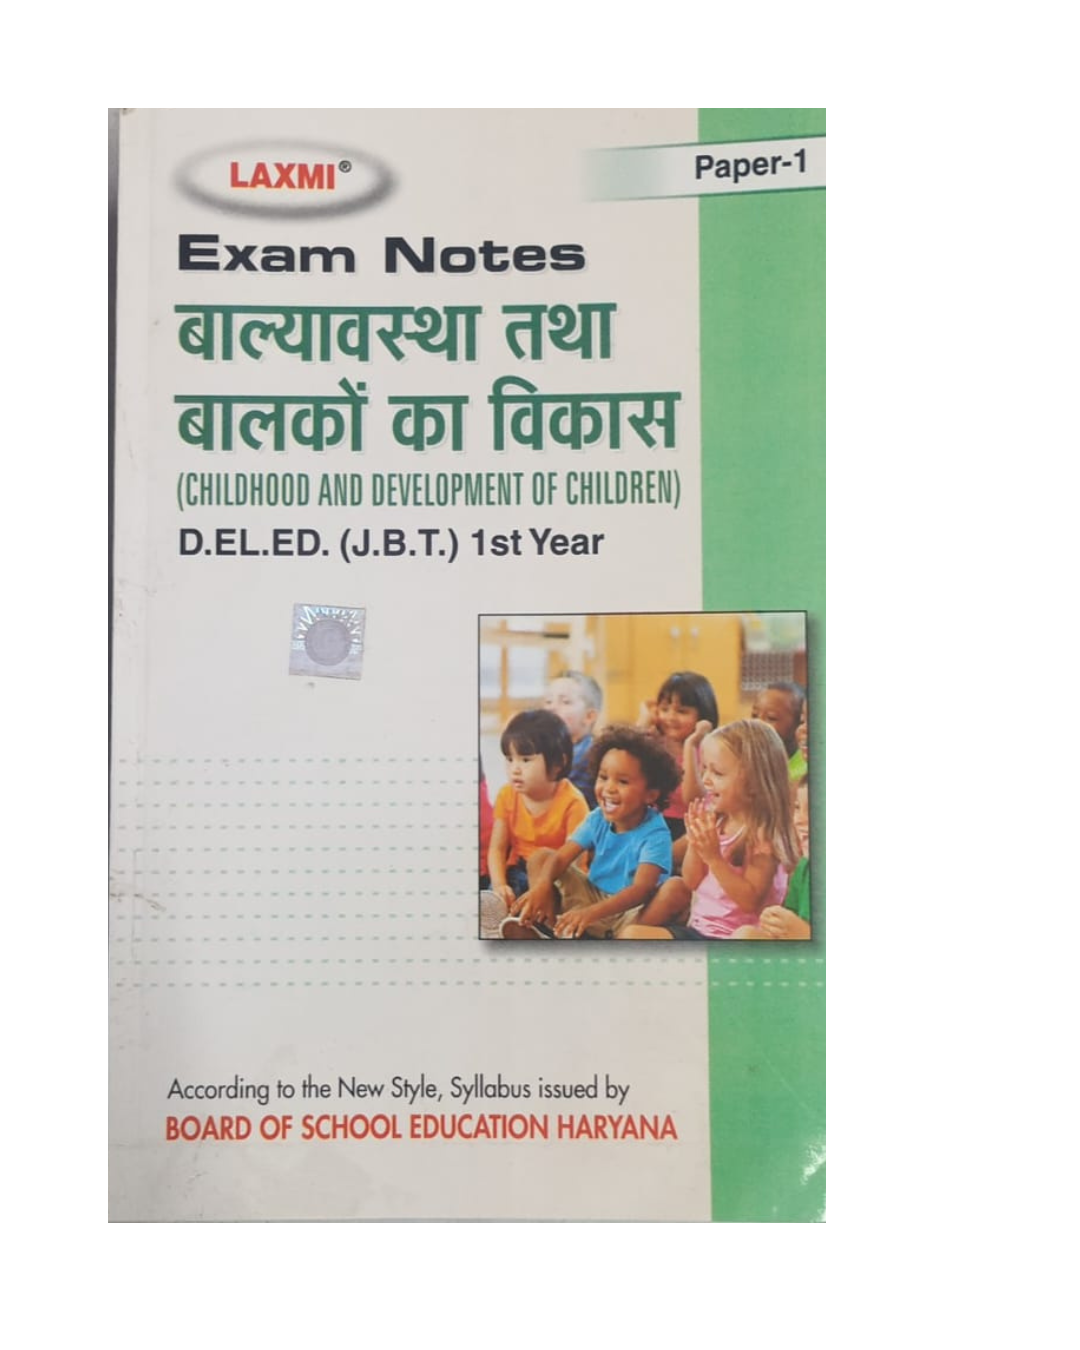 LAXMI®
Paper-1
Exam Notes
बाल्यावस्था तथा
बालकों का विकास
(CHILDHOOD AND DEVELOPMENT OF CHILDREN)
D.EL.ED. (J.B.T.) 1st Year
According to the New Style, Syllabus issued by
BOARD OF SCHOOL EDUCATION HARYANA